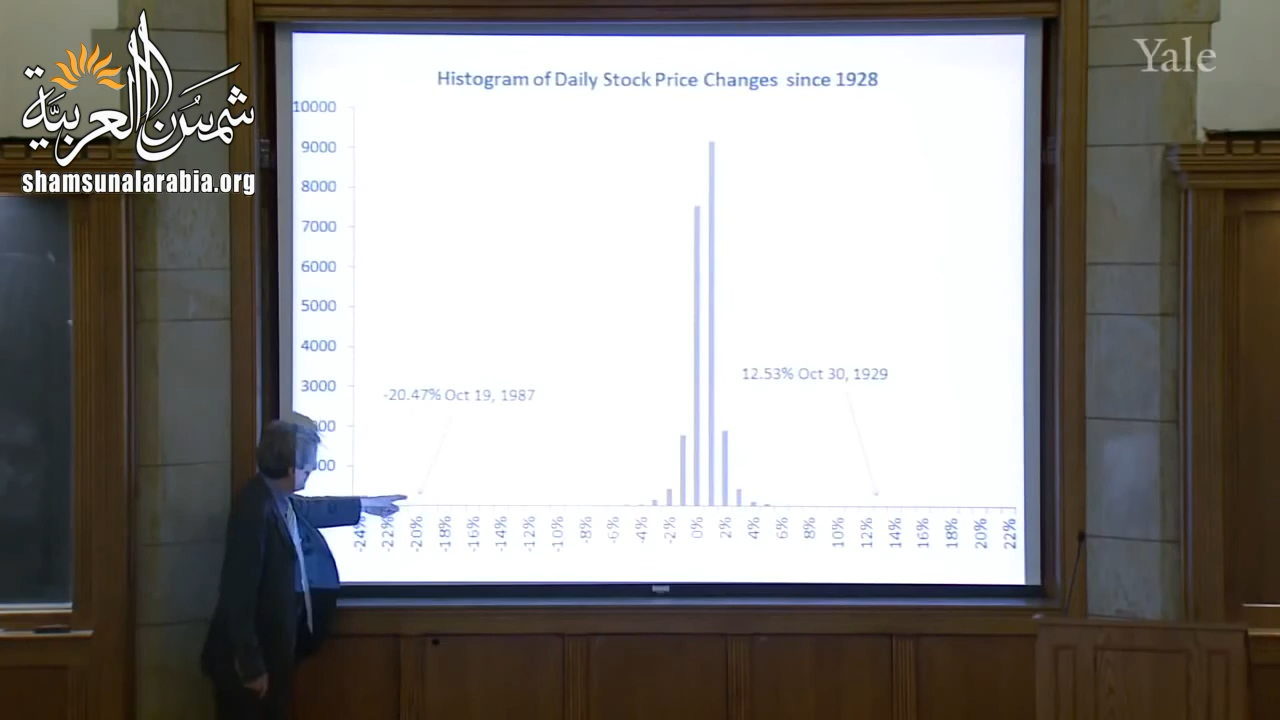 شمس العربية
shamsunalarabia.org
Yale
Histogram of Daily Stock Price Changes since 1928
10000
9000
8000
7000
6000
5000
4000
3000
-20.47% Oct 19, 1987
12.53% Oct 30, 1929
-24% -22% -20% -18% -16% -14% -12% -10% -8% -6% -4% -2% 0% 2% 4% 6% 8% 10% 12% 14% 16% 18% 20% 22%